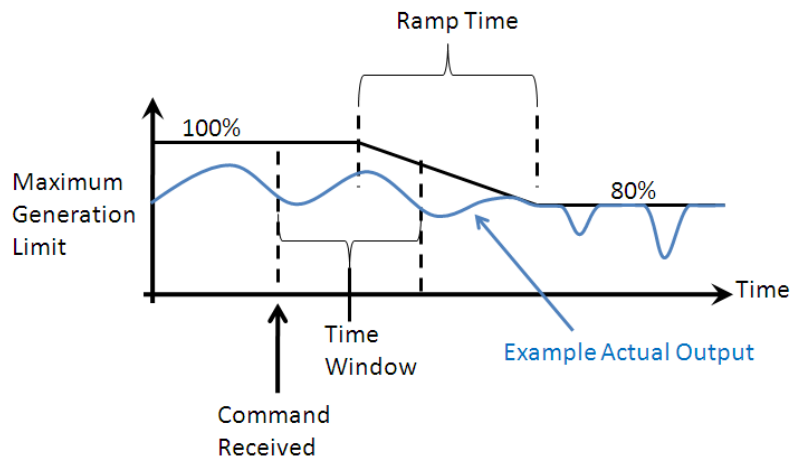 Ramp Time
100%
Maximum
Generation
Limit
80%
Time
Time
Window
Example Actual Output
Command
Received